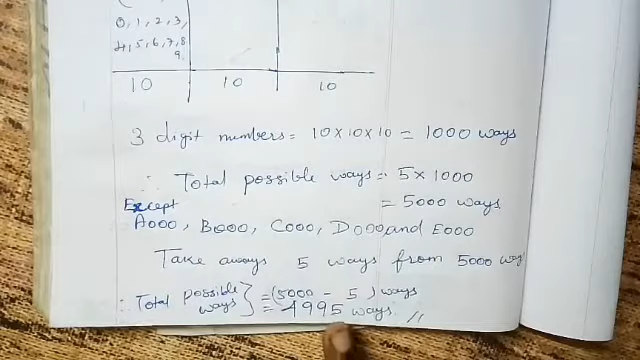 0, 1, 2, 3,
4, 5, 6, 7, 8
9.
10 10 10
3 digit numbers = 10 × 10 × 10 = 1000 ways
∴ Total possible ways = 5 × 1000
= 5000 ways
Except
A000, B000, C000, D000 and E000
Take aways 5 ways from 5000 ways
∴ Total possible ways } = (5000 - 5) ways
= 4995 ways //